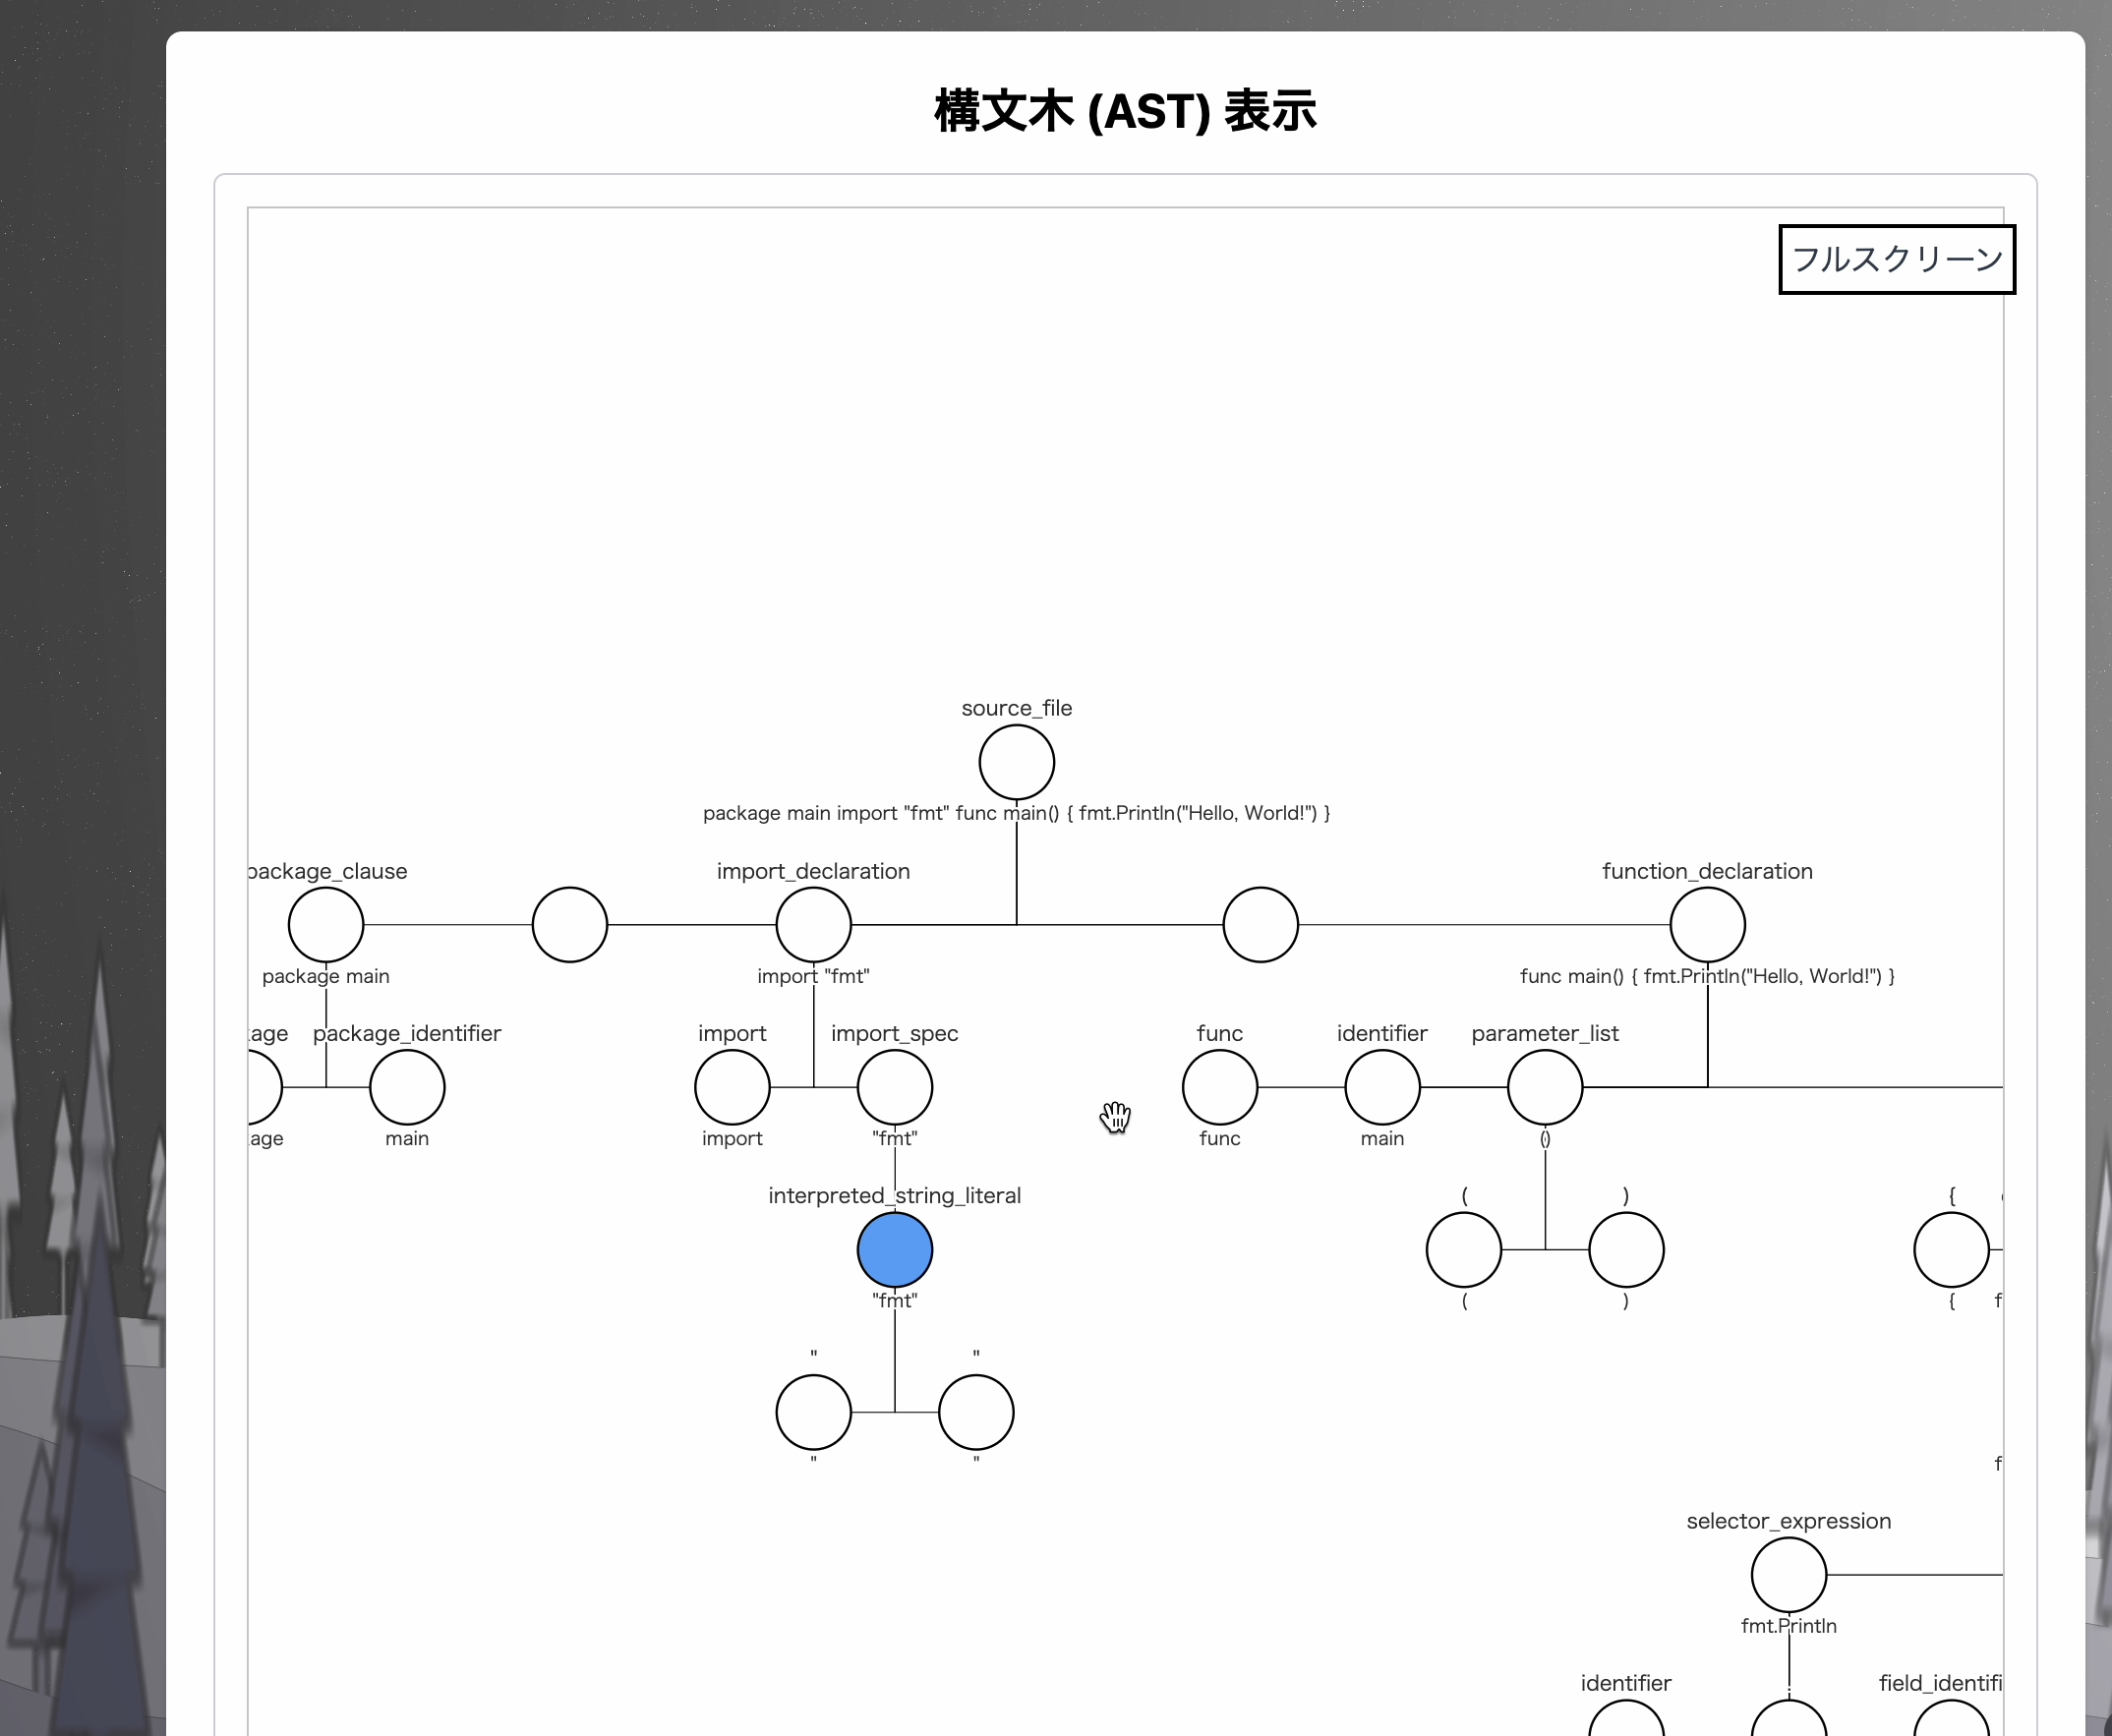 構文木 (AST) 表示
フルスクリーン
source_file
package main import "fmt" func main() { fmt.Println("Hello, World!") }
package_clause
import_declaration
function_declaration
package main
import "fmt"
func main() { fmt.Println("Hello, World!") }
kage package_identifier
import
import_spec
func
identifier
parameter_list
kage
main
import
"fmt"
func
main
()
interpreted_string_literal
(
)
{
"fmt"
(
)
{
f
"
"
"
"
f
selector_expression
fmt.Println
identifier
.
field_identifi